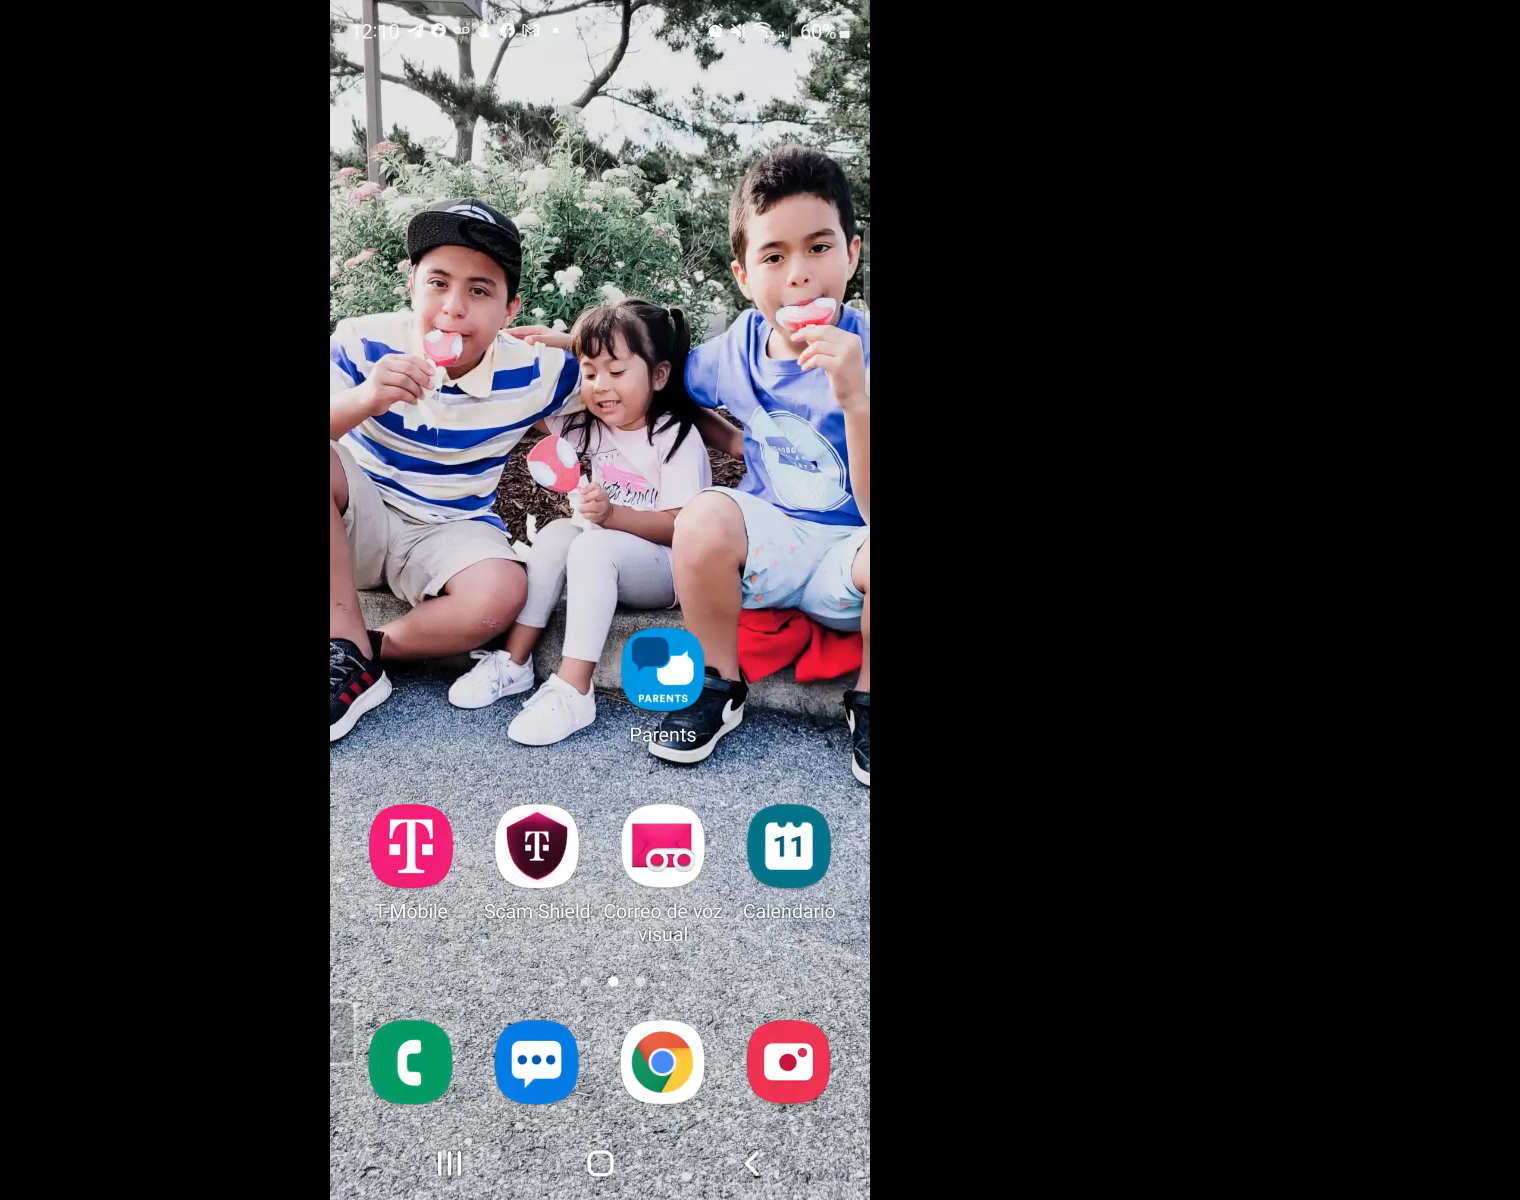 12:10
60%
PARENTS
Parents
11
T-Mobile
Scam Shield
Correo de voz
visual
Calendario